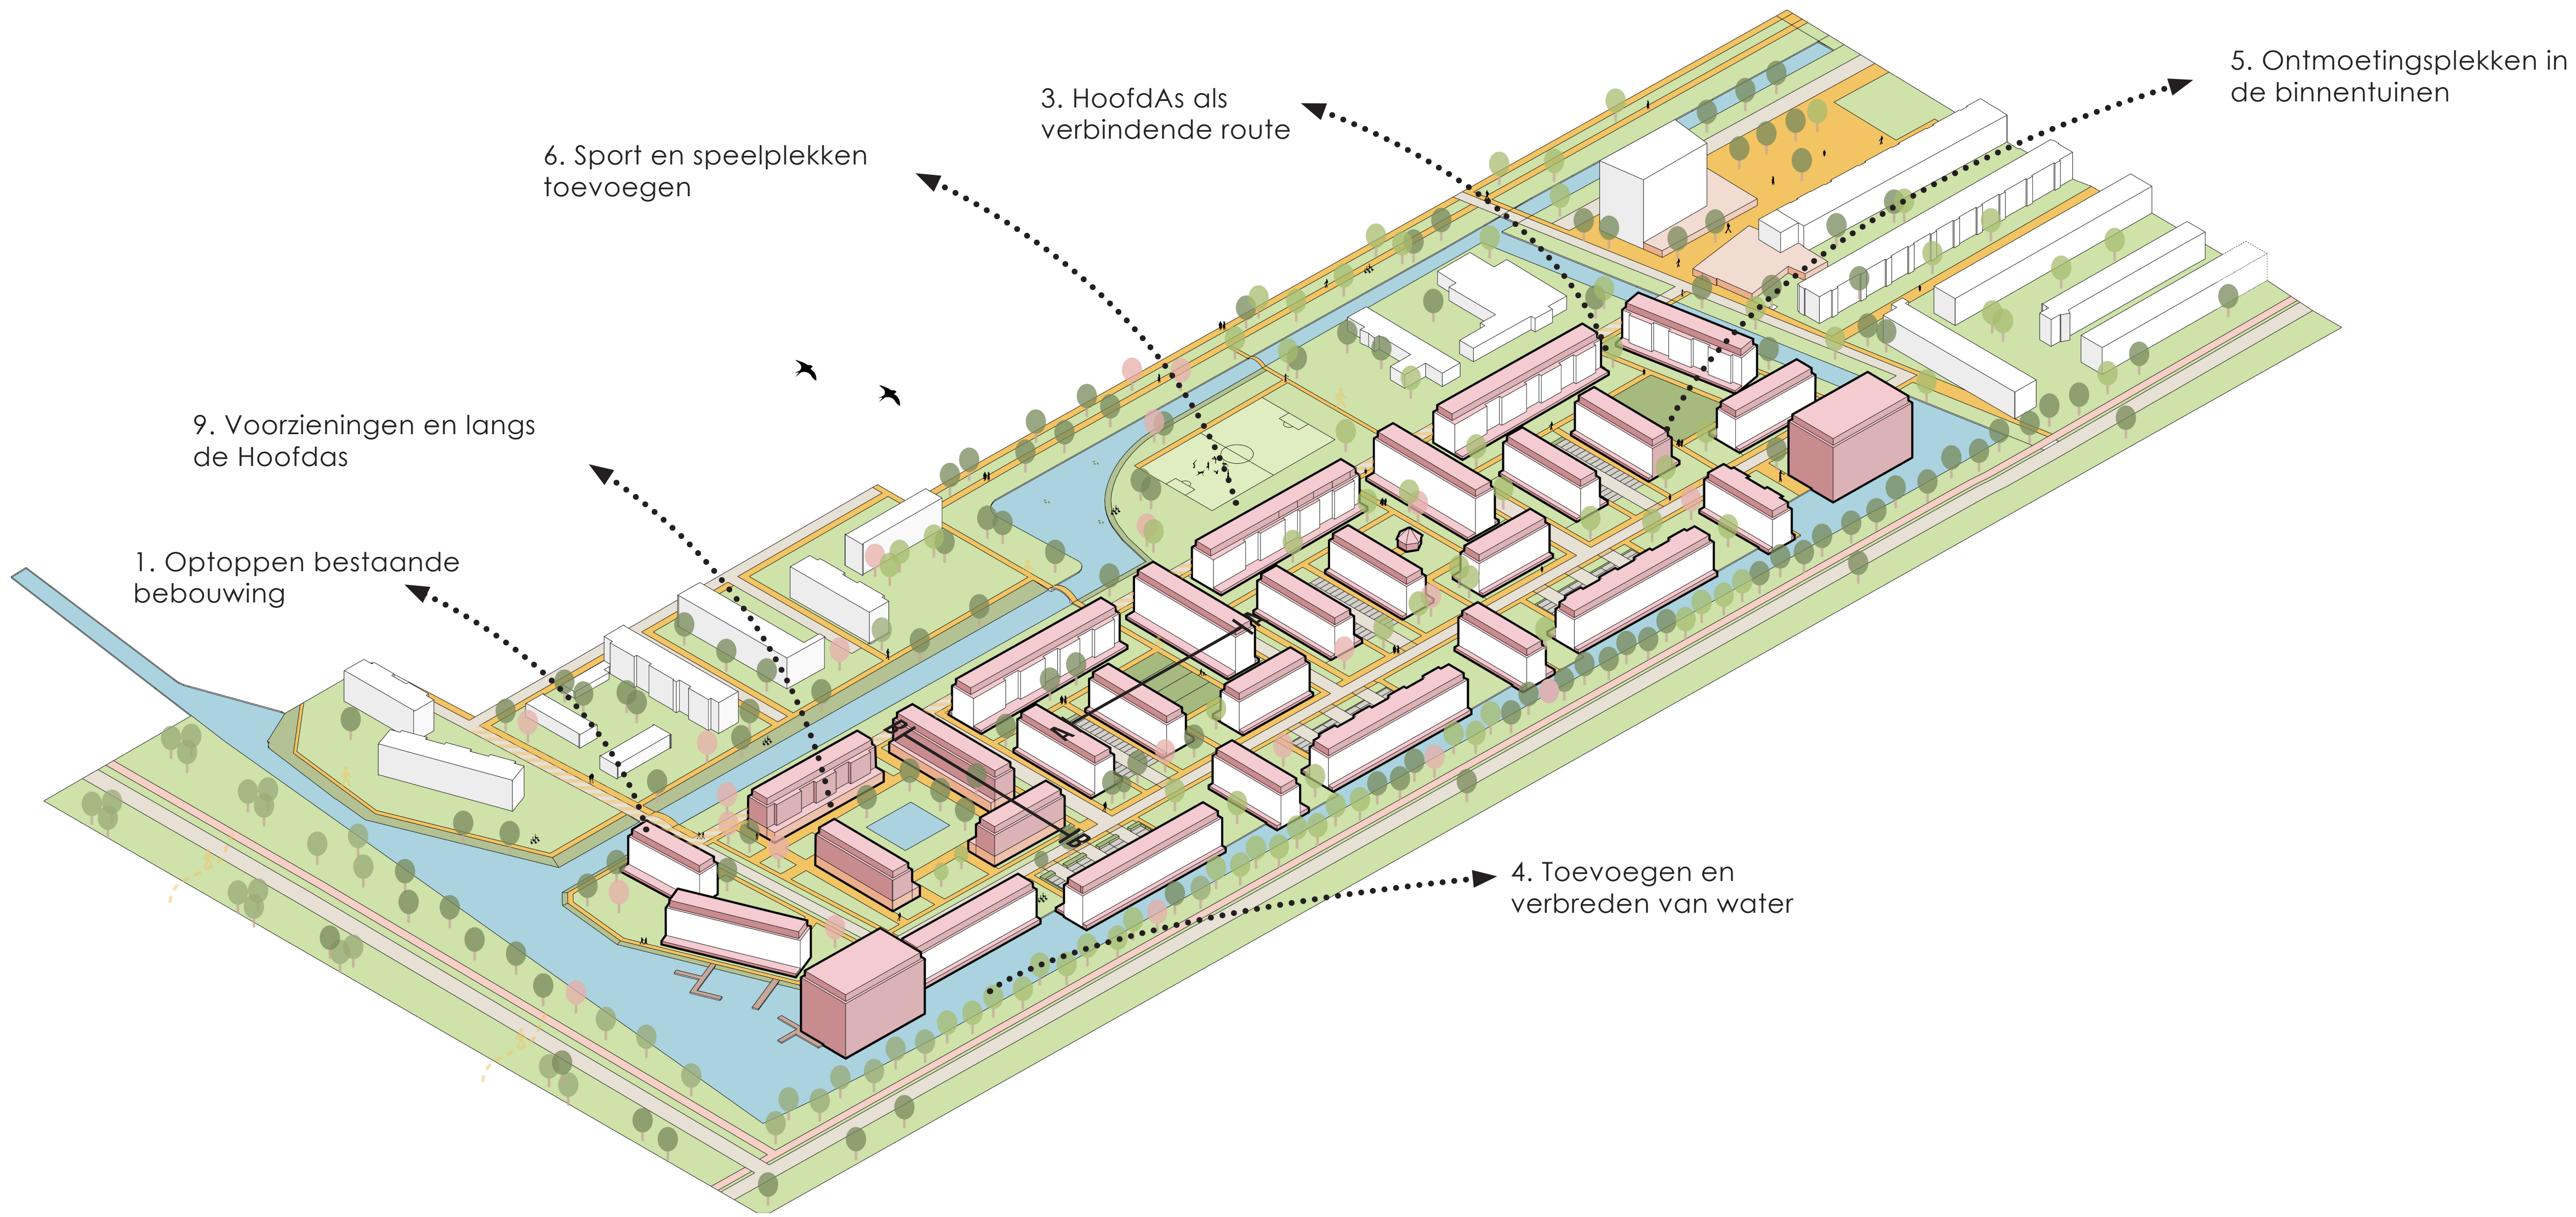 5. Ontmoetingsplekken in
de binnentuinen
3. HoofdAs als
verbindende route
6. Sport en speelplekken
toevoegen
9. Voorzieningen en langs
de Hoofdas
1. Optoppen bestaande
bebouwing
A
B
A
B
4. Toevoegen en
verbreden van water